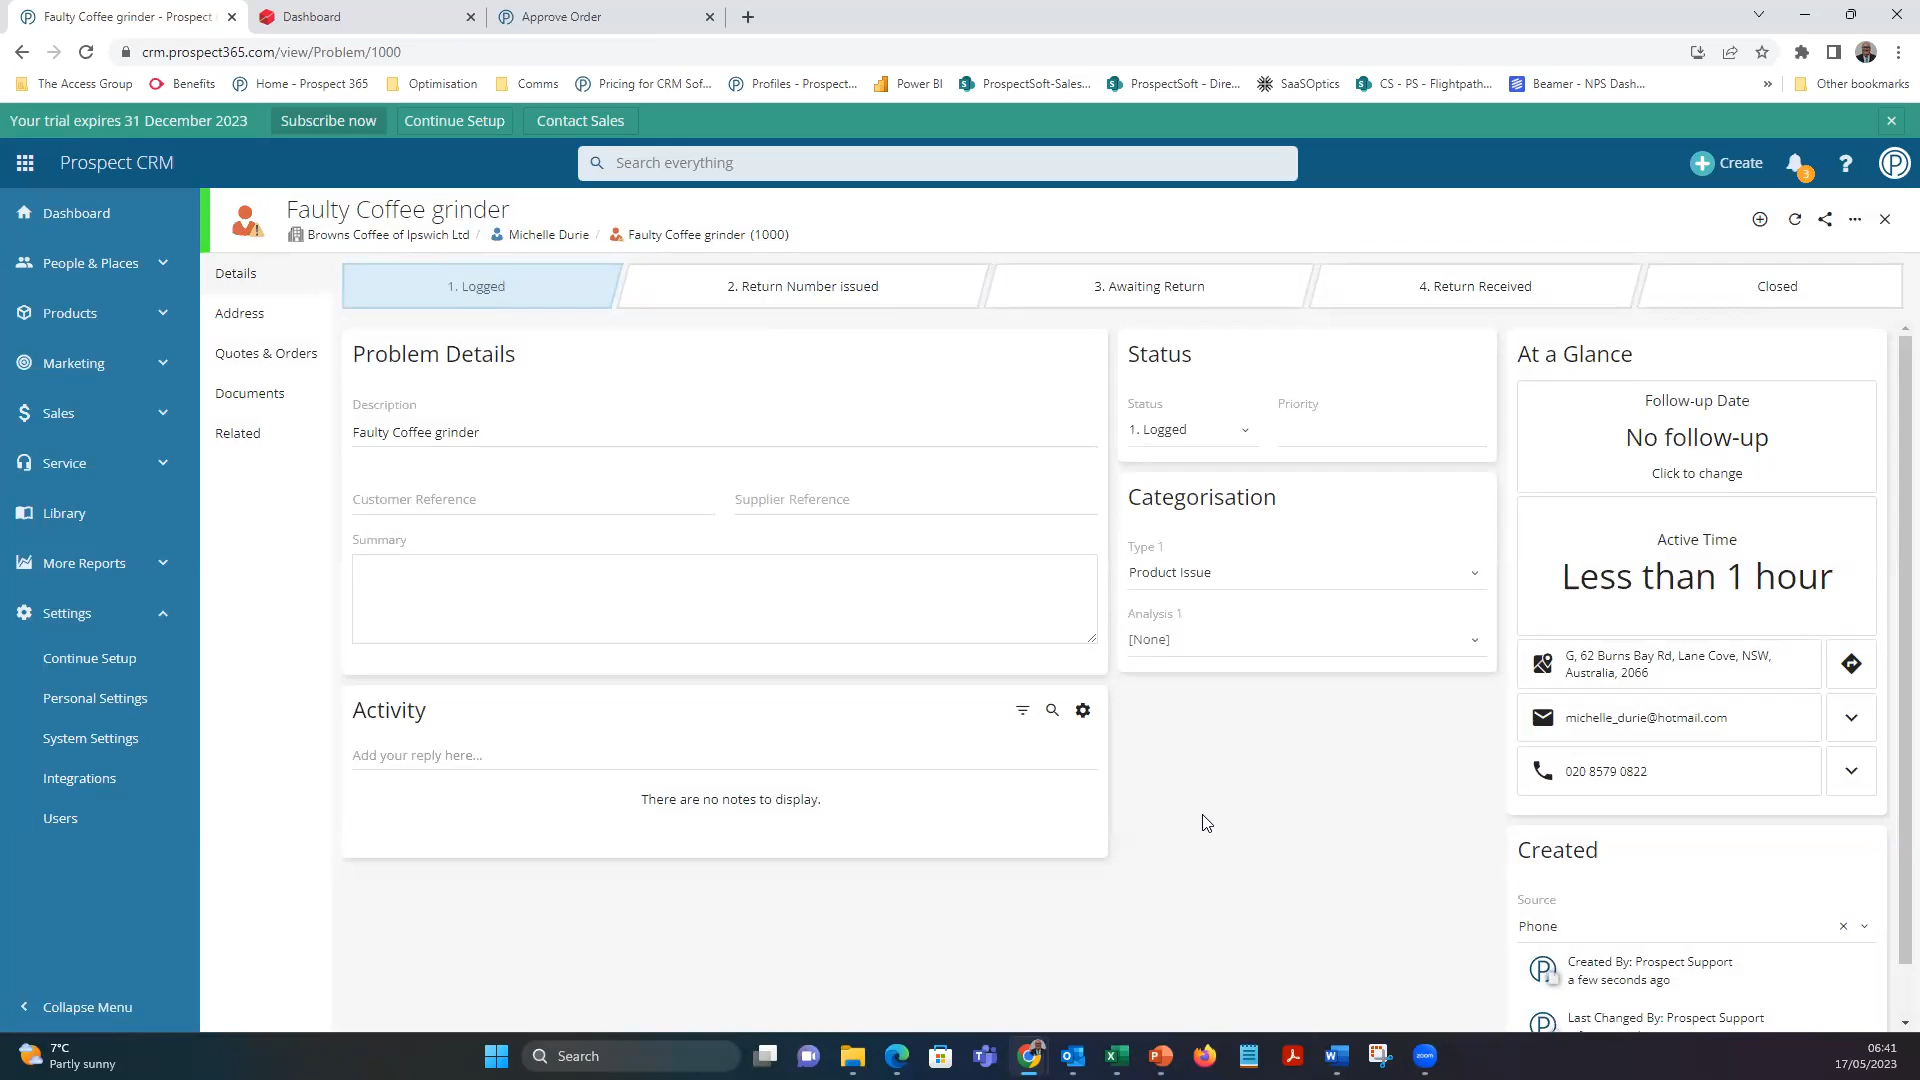 Faulty Coffee grinder - Prospect
Dashboard
Approve Order
crm.prospect365.com/view/Problem/1000
The Access Group
Benefits
Home - Prospect 365
Optimisation
Comms
Pricing for CRM Sof...
Profiles - Prospect...
Power BI
ProspectSoft-Sales...
ProspectSoft - Dire...
SaaSOptics
CS - PS - Flightpath...
Beamer - NPS Dash...
»
Other bookmarks
Your trial expires 31 December 2023
Subscribe now
Continue Setup
Contact Sales
Prospect CRM
Search everything
Create
3
Faulty Coffee grinder
Browns Coffee of Ipswich Ltd / Michelle Durie / Faulty Coffee grinder (1000)
Dashboard
People & Places
Products
Marketing
Sales
Service
Library
More Reports
Settings
Continue Setup
Personal Settings
System Settings
Integrations
Users
Collapse Menu
Details
Address
Quotes & Orders
Documents
Related
1. Logged
2. Return Number issued
3. Awaiting Return
4. Return Received
Closed
Problem Details
Description
Faulty Coffee grinder
Customer Reference
Supplier Reference
Summary
Activity
Add your reply here...
There are no notes to display.
Status
Status
1. Logged
Priority
Categorisation
Type 1
Product Issue
Analysis 1
[None]
At a Glance
Follow-up Date
No follow-up
Click to change
Active Time
Less than 1 hour
G, 62 Burns Bay Rd, Lane Cove, NSW,
Australia, 2066
michelle_durie@hotmail.com
020 8579 0822
Created
Source
Phone
Created By: Prospect Support
a few seconds ago
Last Changed By: Prospect Support
7°C
Partly sunny
Search
zoom
06:41
17/05/2023